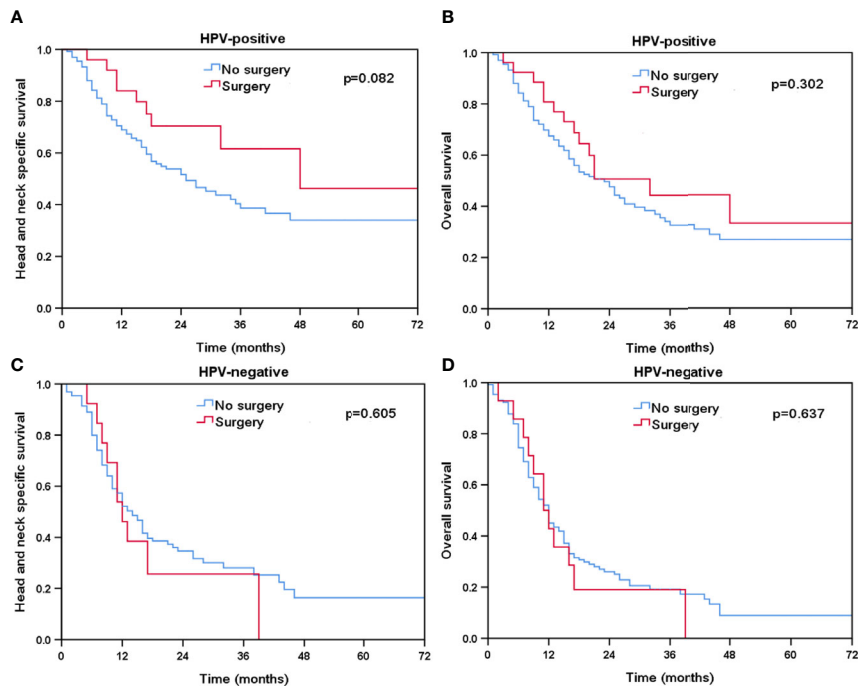 A
HPV-positive
No surgery
Surgery
p=0.082
Head and neck specific survival
1.0
0.8
0.6
0.4
0.2
0.0
0 12 24 36 48 60 72
Time (months)
B
HPV-positive
No surgery
Surgery
p=0.302
Overall survival
1.0
0.8
0.6
0.4
0.2
0.0
0 12 24 36 48 60 72
Time (months)
C
HPV-negative
No surgery
Surgery
p=0.605
Head and neck specific survival
1.0
0.8
0.6
0.4
0.2
0.0
0 12 24 36 48 60 72
Time (months)
D
HPV-negative
No surgery
Surgery
p=0.637
Overall survival
1.0
0.8
0.6
0.4
0.2
0.0
0 12 24 36 48 60 72
Time (months)